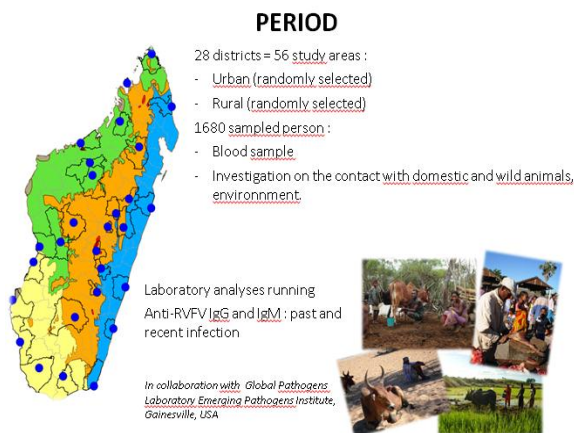 PERIOD
28 districts = 56 study areas :
- Urban (randomly selected)
- Rural (randomly selected)
1680 sampled person :
- Blood sample
- Investigation on the contact with domestic and wild animals,
environnment.
Laboratory analyses running
Anti-RVFV IgG and IgM : past and
recent infection
In collaboration with Global Pathogens
Laboratory Emerging Pathogens Institute,
Gainesville, USA